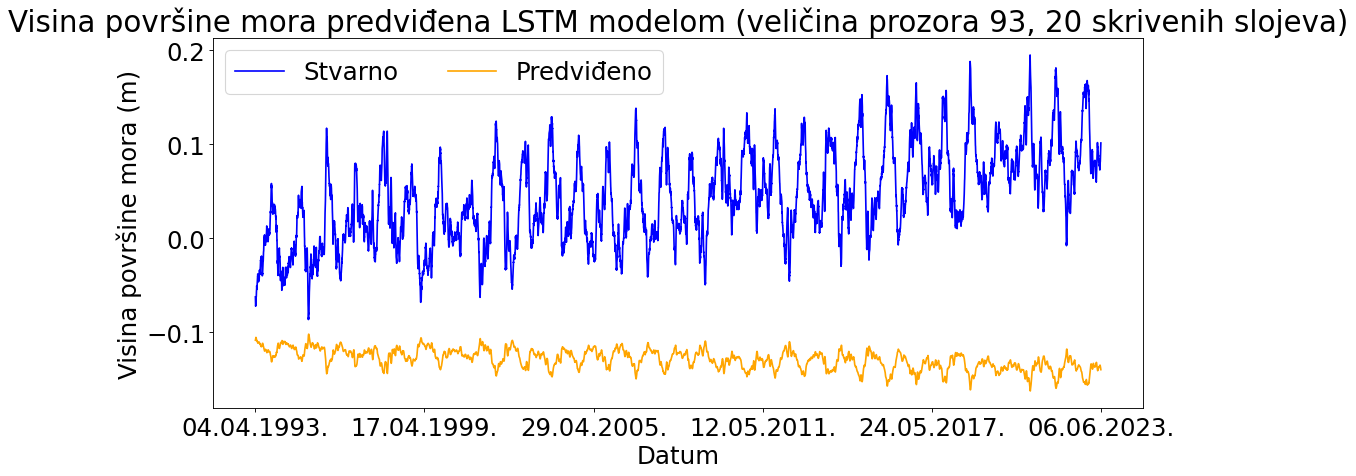 Visina površine mora predviđena LSTM modelom (veličina prozora 93, 20 skrivenih slojeva)
Stvarno Predviđeno
Visina površine mora (m)
0.2
0.1
0.0
−0.1
04.04.1993. 17.04.1999. 29.04.2005. 12.05.2011. 24.05.2017. 06.06.2023.
Datum